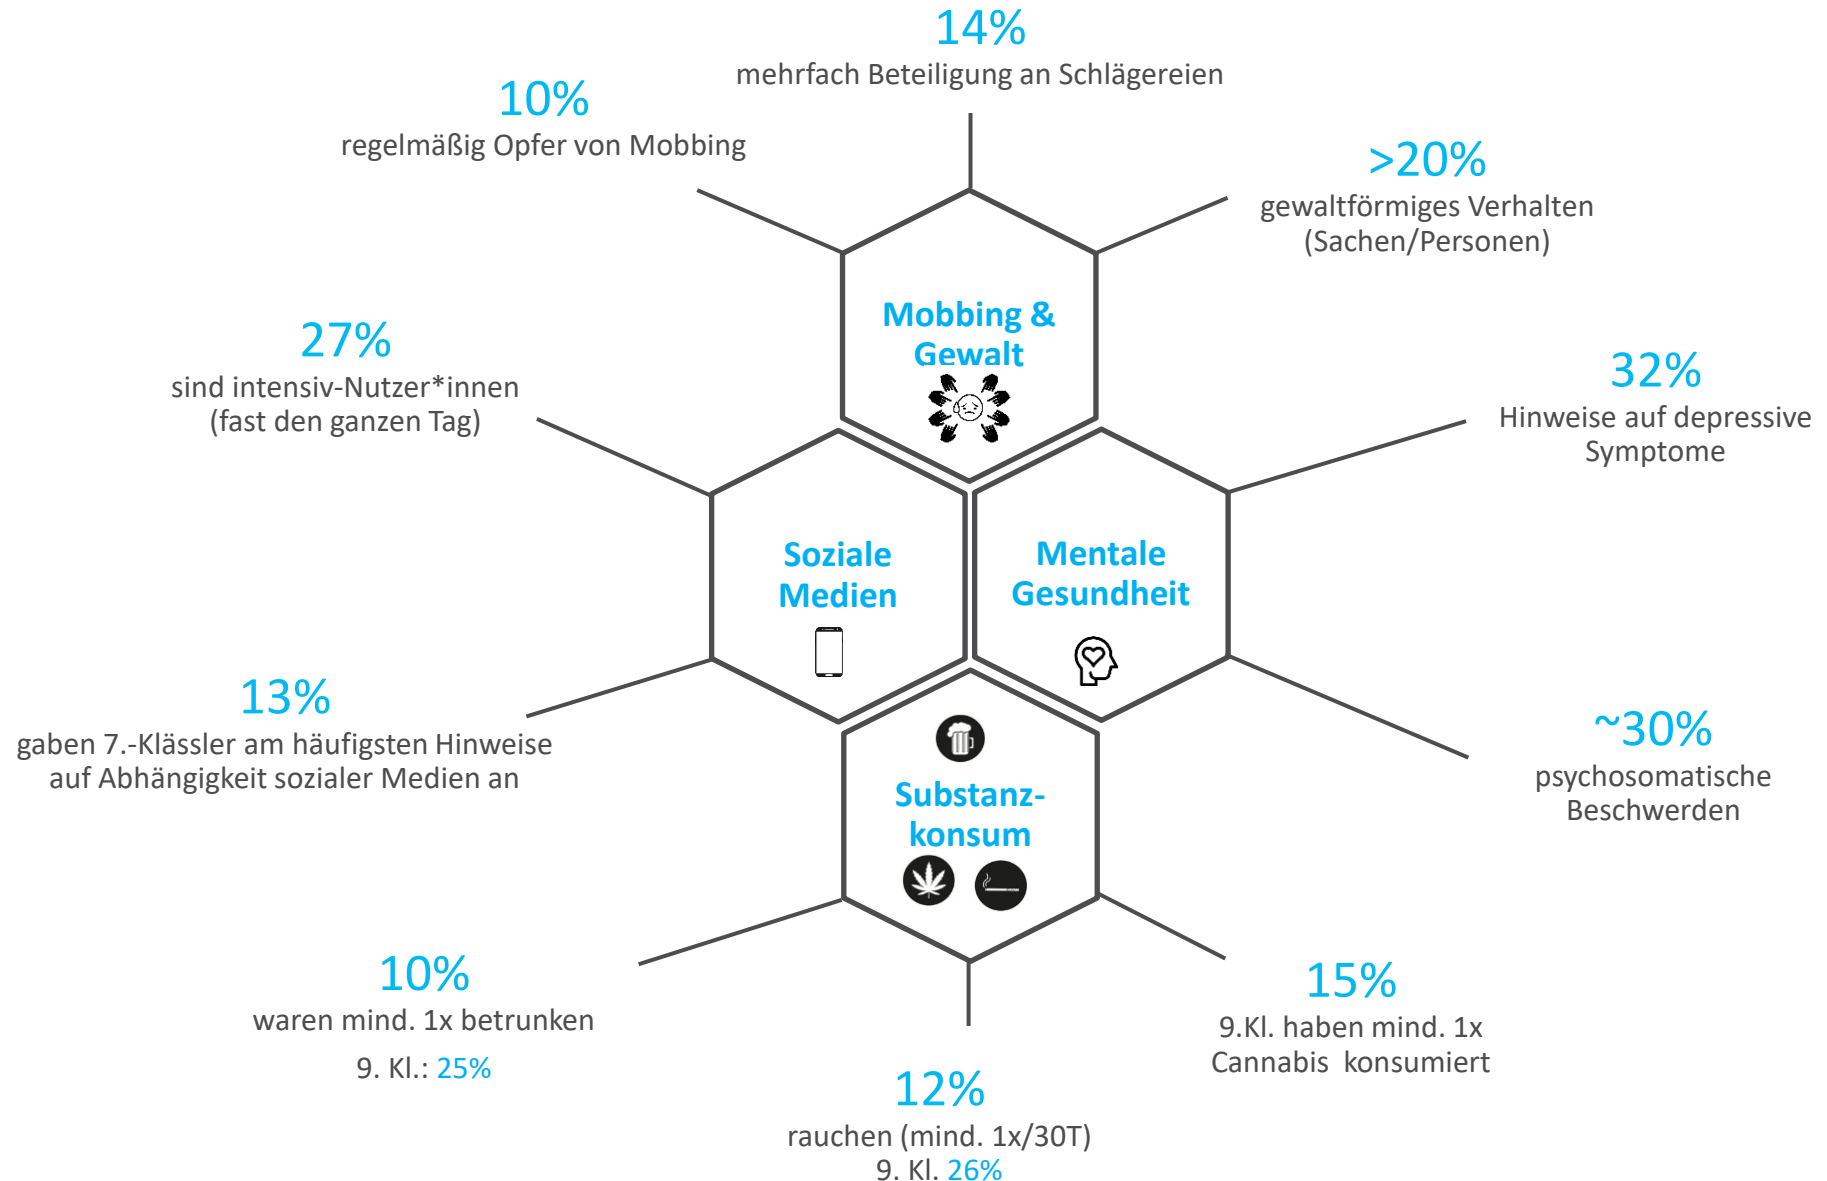 14%
mehrfach Beteiligung an Schlägereien
10%
regelmäßig Opfer von Mobbing
>20%
gewaltförmiges Verhalten
(Sachen/Personen)
Mobbing &
Gewalt
27%
sind intensiv-Nutzer*innen
(fast den ganzen Tag)
32%
Hinweise auf depressive
Symptome
Soziale
Medien
Mentale
Gesundheit
13%
gaben 7.-Klässler am häufigsten Hinweise
auf Abhängigkeit sozialer Medien an
~30%
psychosomatische
Beschwerden
Substanz-
konsum
10%
waren mind. 1x betrunken
9. Kl.: 25%
12%
rauchen (mind. 1x/30T)
9. Kl. 26%
15%
9.Kl. haben mind. 1x
Cannabis konsumiert